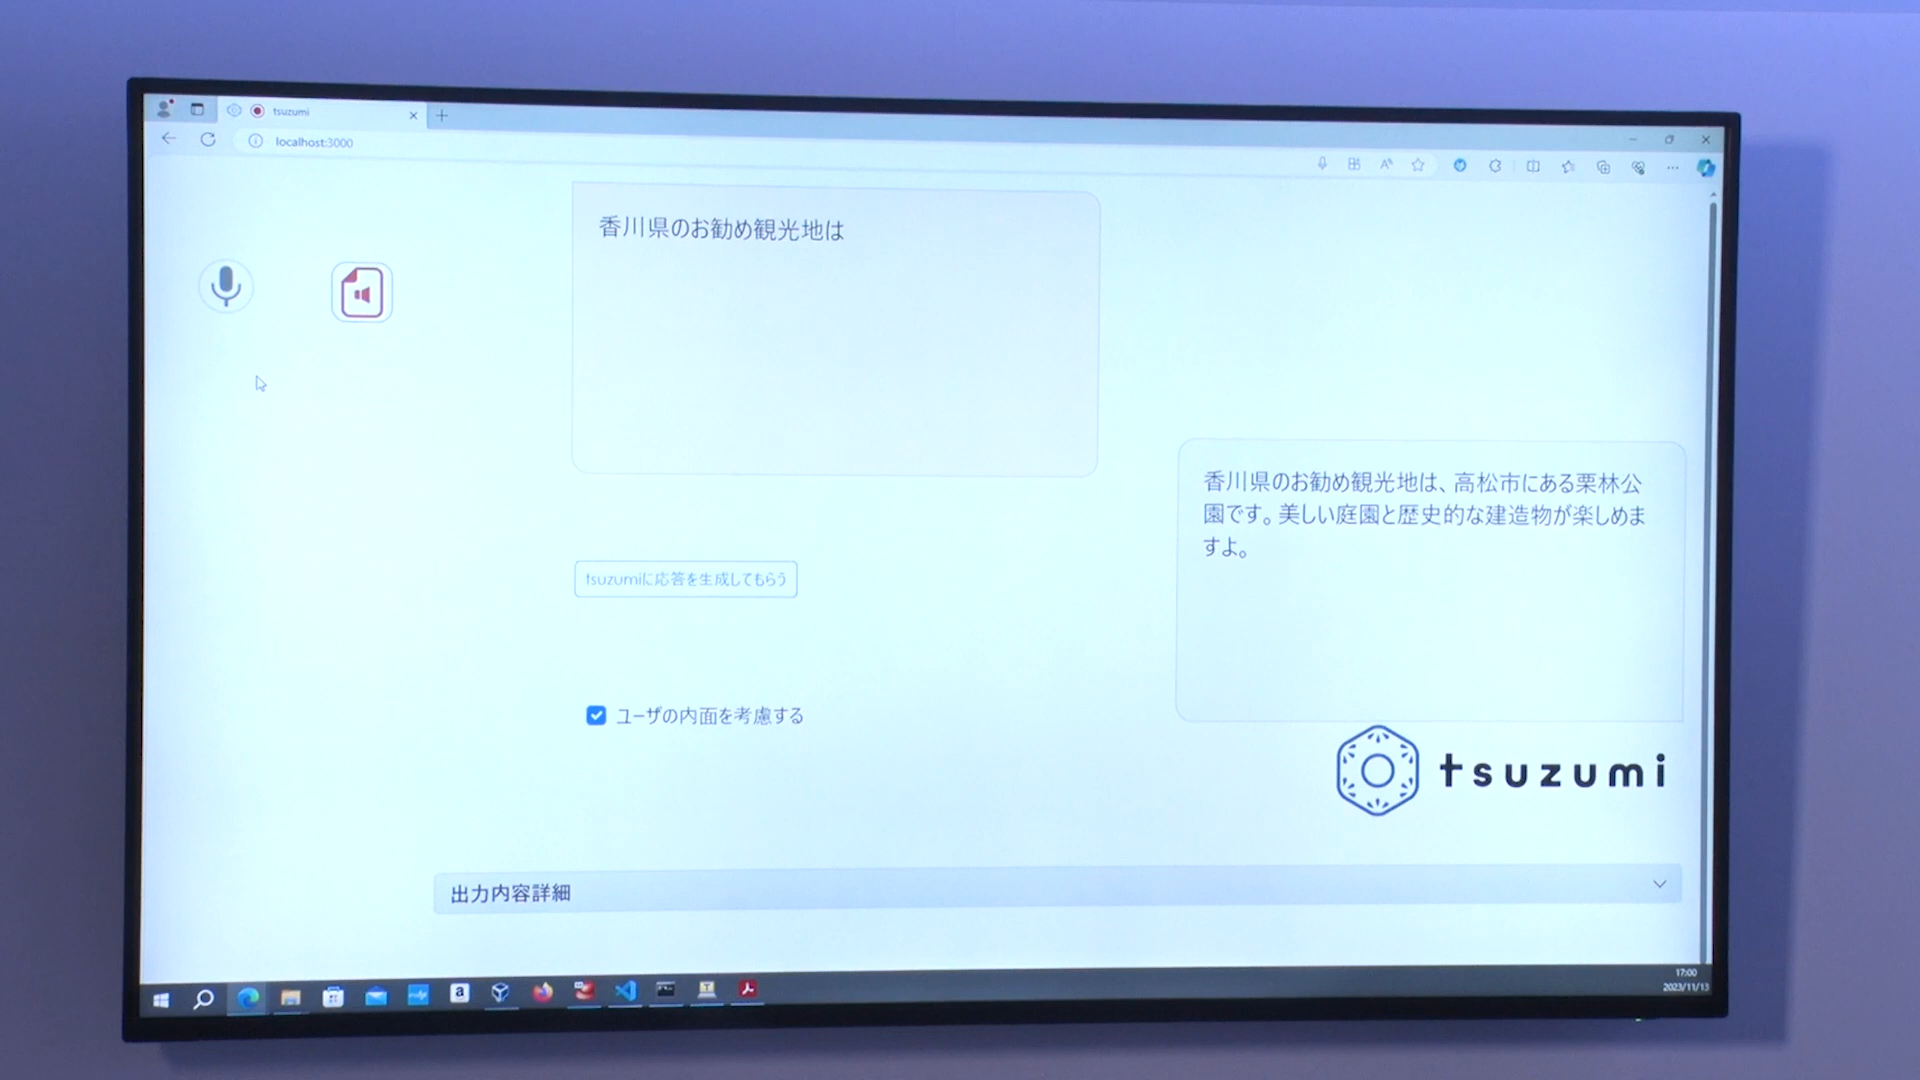 tsuzumi
localhost:3000
香川県のお勧め観光地は
香川県のお勧め観光地は、高松市にある栗林公
園です。美しい庭園と歴史的な建造物が楽しめま
すよ。
tsuzumiに応答を生成してもらう
ユーザの内面を考慮する
tsuzumi
出力内容詳細
17:00
2023/11/13